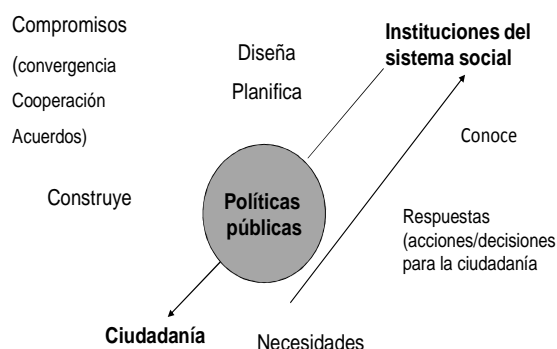 Compromisos
(convergencia
Cooperación
Acuerdos)
Diseña
Planifica
Instituciones del
sistema social
Conoce
Construye
Políticas
públicas
Respuestas
(acciones/decisiones
para la ciudadanía
Ciudadanía
Necesidades